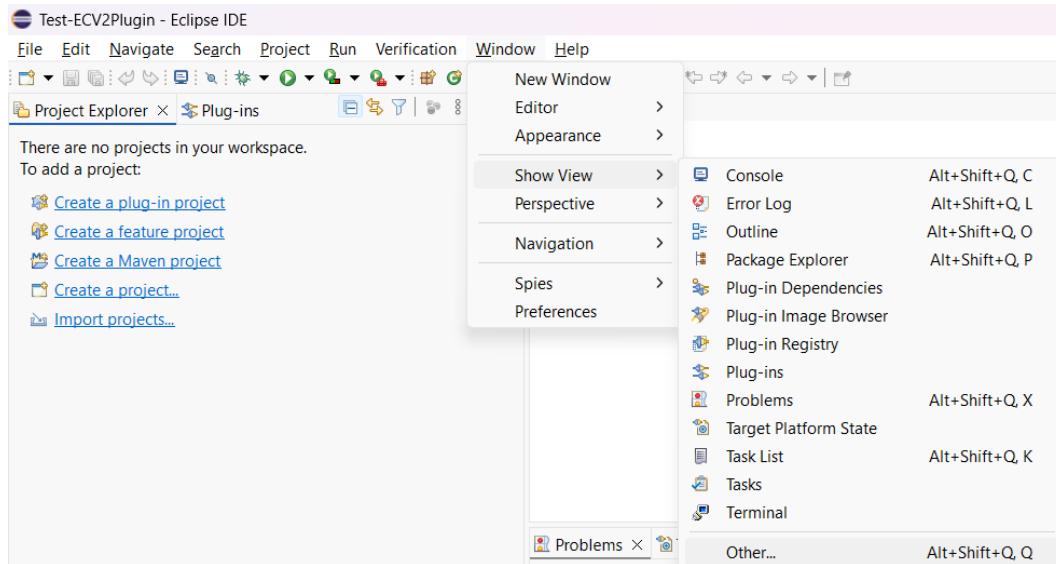 Test-ECV2Plugin - Eclipse IDE
File Edit Navigate Search Project Run Verification Window Help
Project Explorer Plug-ins
There are no projects in your workspace.
To add a project:
Create a plug-in project
Create a feature project
Create a Maven project
Create a project...
Import projects...
New Window
Editor
Appearance
Show View
Perspective
Navigation
Spies
Preferences
Console Alt+Shift+Q, C
Error Log Alt+Shift+Q, L
Outline Alt+Shift+Q, O
Package Explorer Alt+Shift+Q, P
Plug-in Dependencies
Plug-in Image Browser
Plug-in Registry
Plug-ins
Problems Alt+Shift+Q, X
Target Platform State
Task List Alt+Shift+Q, K
Tasks
Terminal
Other... Alt+Shift+Q, Q
Problems